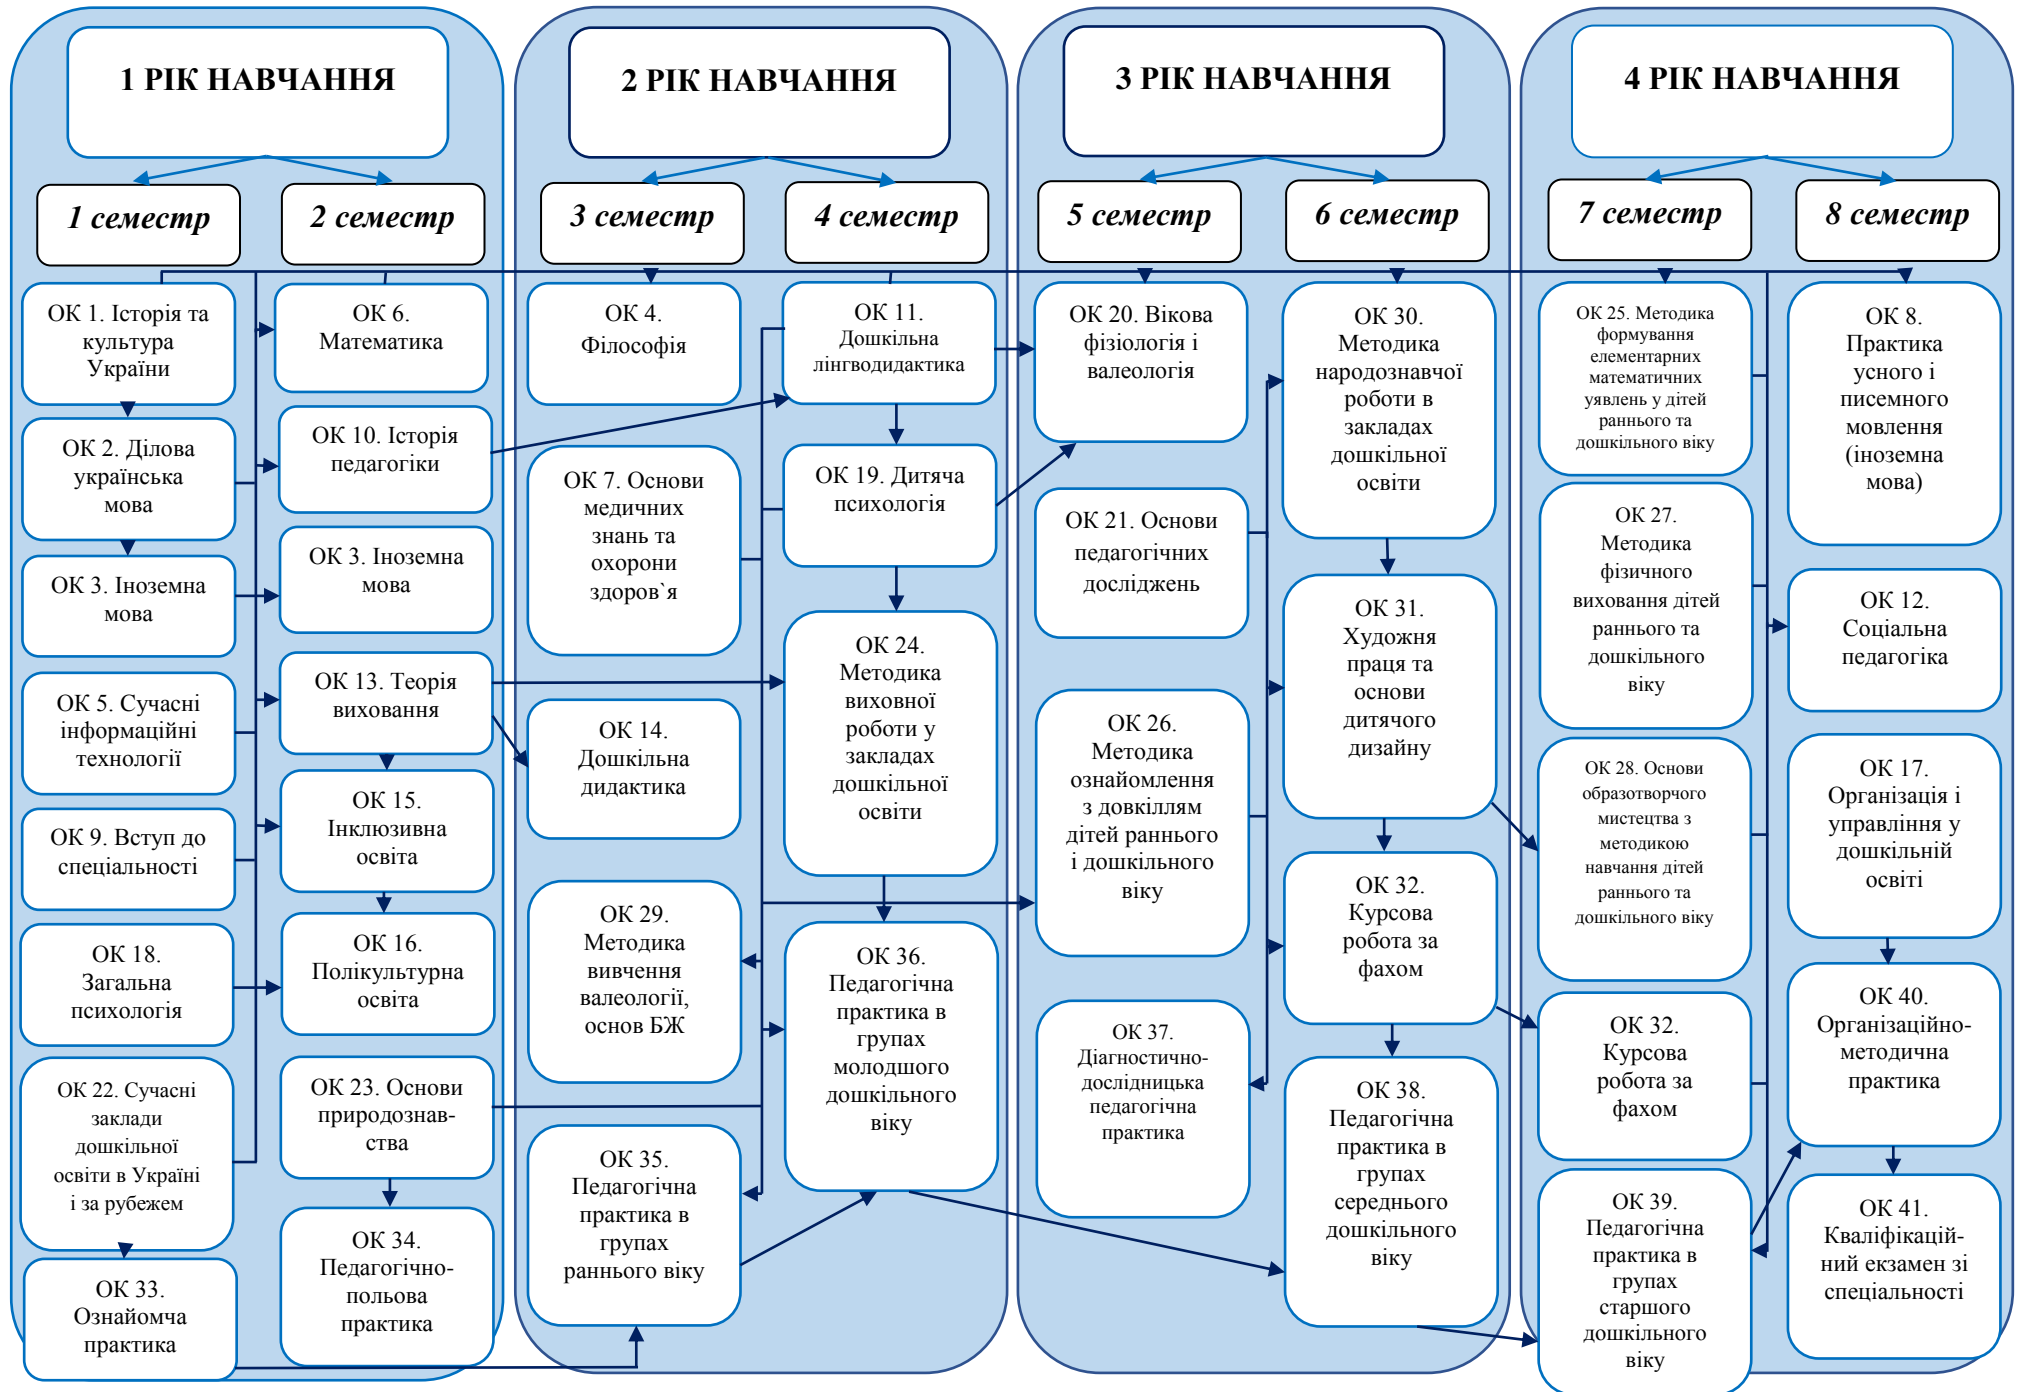 1 РІК НАВЧАННЯ
1 семестр
ОК 1. Історія та
культура
України
ОК 2. Ділова
українська
мова
ОК 3. Іноземна
мова
ОК 5. Сучасні
інформаційні
технології
ОК 9. Вступ до
спеціальності
ОК 18.
Загальна
психологія
ОК 22. Сучасні
заклади
дошкільної
освіти в Україні
і за рубежем
ОК 33.
Ознайомча
практика
2 семестр
ОК 6.
Математика
ОК 10. Історія
педагогіки
ОК 3. Іноземна
мова
ОК 13. Теорія
виховання
ОК 15.
Інклюзивна
освіта
ОК 16.
Полікультурна
освіта
ОК 23. Основи
природознав-
ства
ОК 34.
Педагогічно-
польова
практика
2 РІК НАВЧАННЯ
3 семестр
ОК 4.
Філософія
ОК 7. Основи
медичних
знань та
охорони
здоров`я
ОК 14.
Дошкільна
дидактика
ОК 29.
Методика
вивчення
валеології,
основ БЖ
ОК 35.
Педагогічна
практика в
групах
раннього віку
4 семестр
ОК 11.
Дошкільна
лінгводидактика
ОК 19. Дитяча
психологія
ОК 24.
Методика
виховної
роботи у
закладах
дошкільної
освіти
ОК 36.
Педагогічна
практика в
групах
молодшого
дошкільного
віку
3 РІК НАВЧАННЯ
5 семестр
ОК 20. Вікова
фізіологія і
валеологія
ОК 21. Основи
педагогічних
досліджень
ОК 26.
Методика
ознайомлення
з довкіллям
дітей раннього
і дошкільного
віку
ОК 37.
Діагностично-
дослідницька
педагогічна
практика
6 семестр
ОК 30.
Методика
народознавчої
роботи в
закладах
дошкільної
освіти
ОК 31.
Художня
праця та
основи
дитячого
дизайну
ОК 32.
Курсова
робота за
фахом
ОК 38.
Педагогічна
практика в
групах
середнього
дошкільного
віку
4 РІК НАВЧАННЯ
7 семестр
ОК 25. Методика
формування
елементарних
математичних
уявлень у дітей
раннього та
дошкільного віку
ОК 27.
Методика
фізичного
виховання дітей
раннього та
дошкільного
віку
ОК 28. Основи
образотворчого
мистецтва з
методикою
навчання дітей
раннього та
дошкільного віку
ОК 32.
Курсова
робота за
фахом
ОК 39.
Педагогічна
практика в
групах
старшого
дошкільного
віку
8 семестр
ОК 8.
Практика
усного і
писемного
мовлення
(іноземна
мова)
ОК 12.
Соціальна
педагогіка
ОК 17.
Організація і
управління у
дошкільній
освіті
ОК 40.
Організаційно-
методична
практика
ОК 41.
Кваліфікацій-
ний екзамен зі
спеціальності